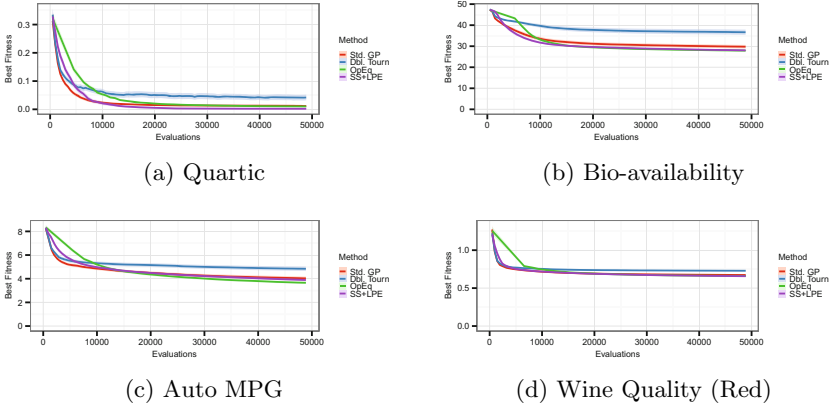 Best Fitness
0.3
0.2
0.1
0.0
0 10000 20000 30000 40000 50000
Evaluations
Method
Std. GP
Dbl. Tourn
OpEq
SS+LPE
(a) Quartic
Best Fitness
50
40
30
20
10
0
0 10000 20000 30000 40000 50000
Evaluations
Method
Std. GP
Dbl. Tourn
OpEq
SS+LPE
(b) Bio-availability
Best Fitness
8
6
4
2
0
0 10000 20000 30000 40000 50000
Evaluations
Method
Std. GP
Dbl. Tourn
OpEq
SS+LPE
(c) Auto MPG
Best Fitness
1.0
0.5
0.0
0 10000 20000 30000 40000 50000
Evaluations
Method
Std. GP
Dbl. Tourn
OpEq
SS+LPE
(d) Wine Quality (Red)